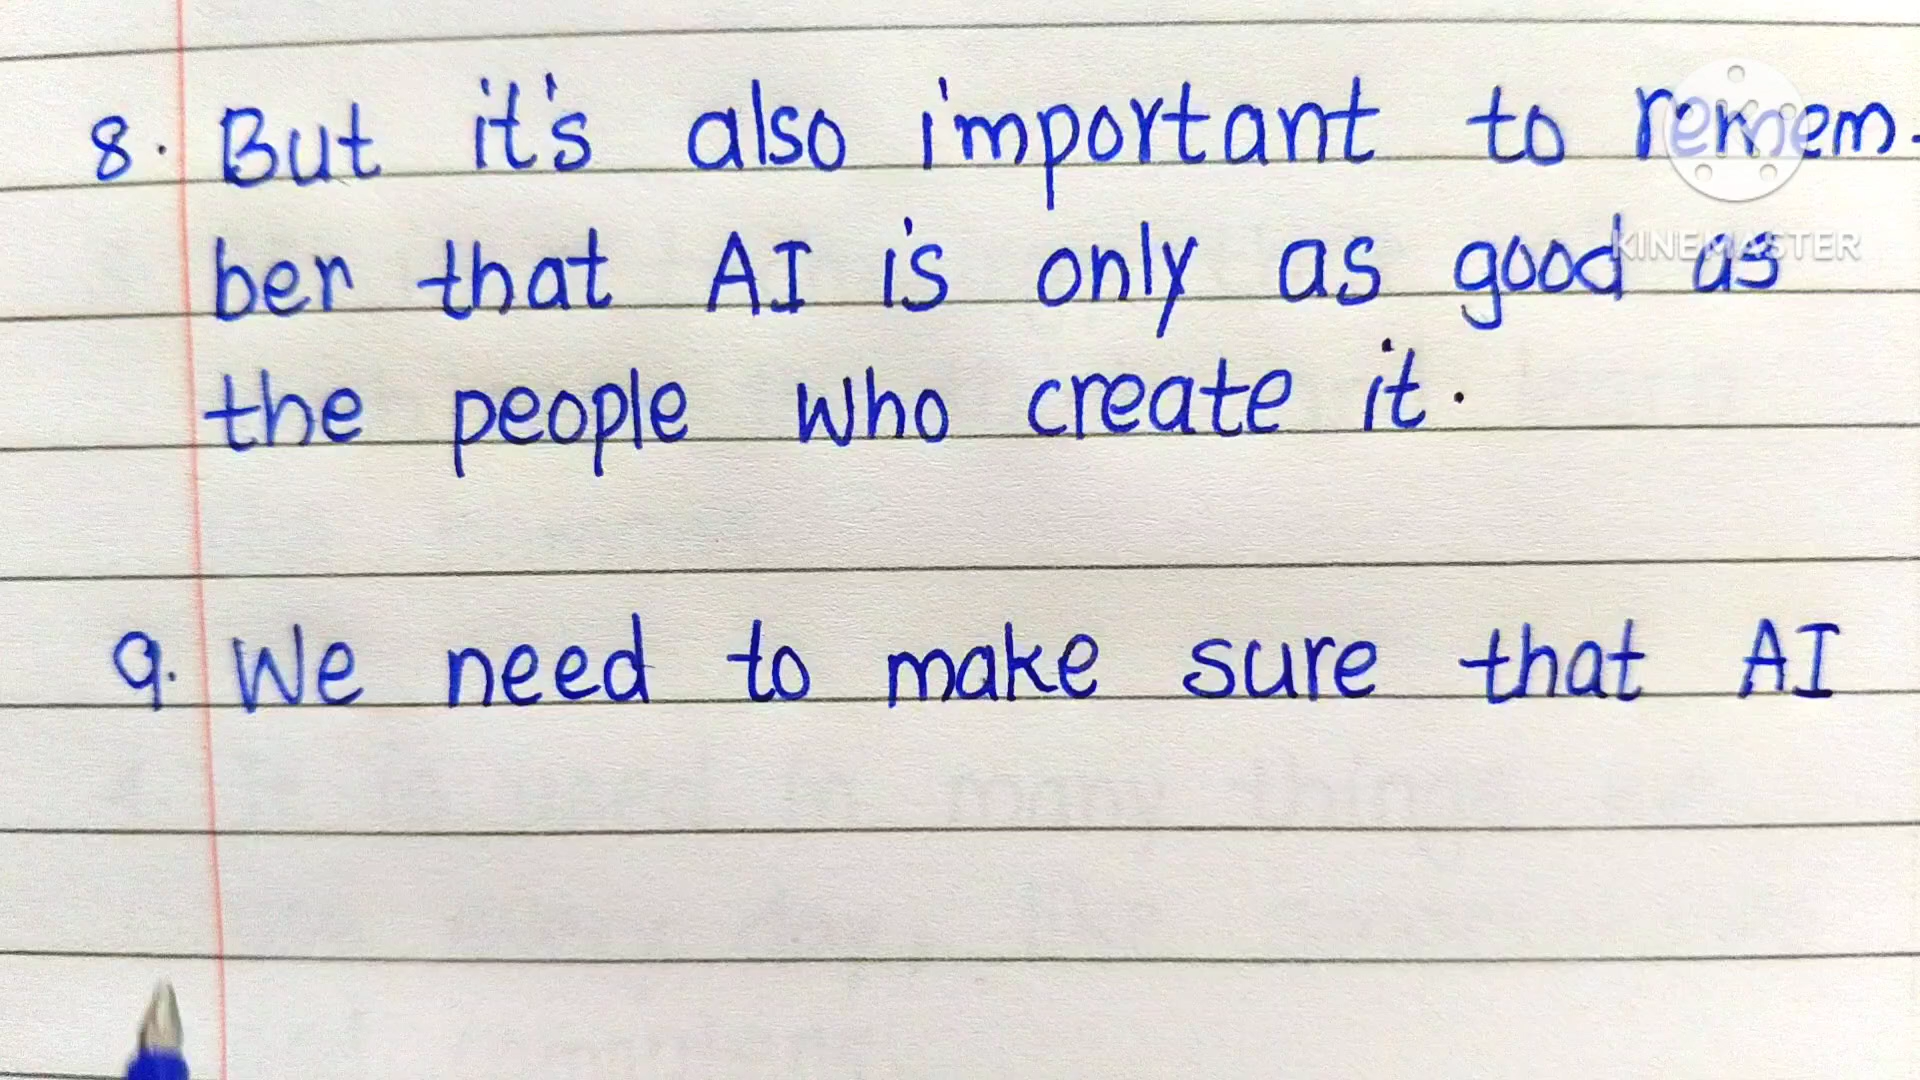 8. But it's also important to remem-
KINEMASTER
ber that AI is only as good as
the people who create it.
9. We need to make sure that AI